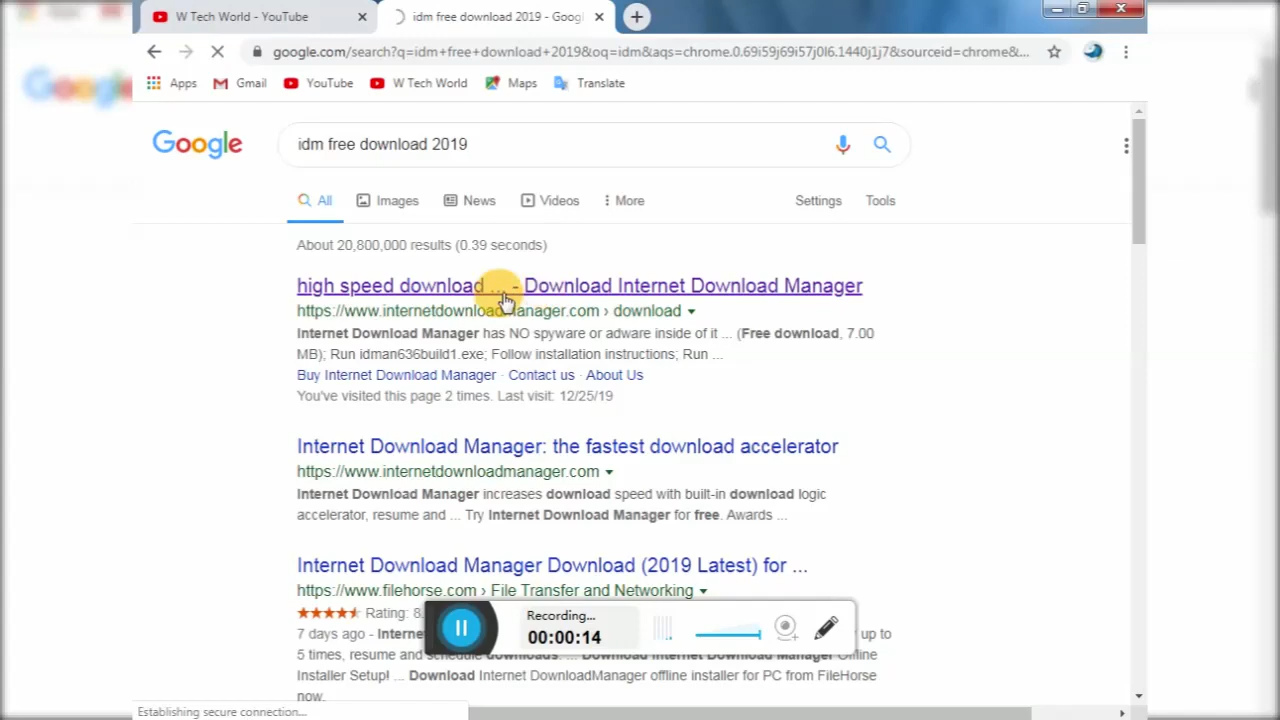 W Tech World - YouTube
idm free download 2019 - Googl
google.com/search?q=idm+free+download+2019&oq=idm&aqs=chrome.0.69i59j69i57j0l6.1440j1j7&sourceid=chrome&...
Apps Gmail YouTube W Tech World Maps Translate
Google
idm free download 2019
All Images News Videos More Settings Tools
About 20,800,000 results (0.39 seconds)
high speed download ... - Download Internet Download Manager
https://www.internetdownloadmanager.com › download
Internet Download Manager has NO spyware or adware inside of it ... (Free download, 7.00
MB); Run idman636build1.exe; Follow installation instructions; Run ...
Buy Internet Download Manager · Contact us · About Us
You've visited this page 2 times. Last visit: 12/25/19
Internet Download Manager: the fastest download accelerator
https://www.internetdownloadmanager.com
Internet Download Manager increases download speed with built-in download logic
accelerator, resume and ... Try Internet Download Manager for free. Awards ...
Internet Download Manager Download (2019 Latest) for ...
https://www.filehorse.com › File Transfer and Networking
Rating: 8.
7 days ago - Interne
up to
5 times, resume and schedule downloads. ... Download Internet Download Manager Offline
Installer Setup! ... Download Internet DownloadManager offline installer for PC from FileHorse
now.
Recording...
00:00:14
Establishing secure connection...